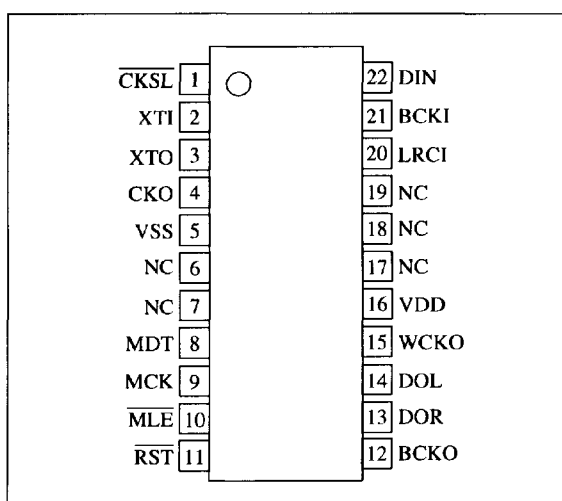 CKSL 1 22 DIN
XTI 2 21 BCKI
XTO 3 20 LRCI
CKO 4 19 NC
VSS 5 18 NC
NC 6 17 NC
NC 7 16 VDD
MDT 8 15 WCKO
MCK 9 14 DOL
MLE 10 13 DOR
RST 11 12 BCKO